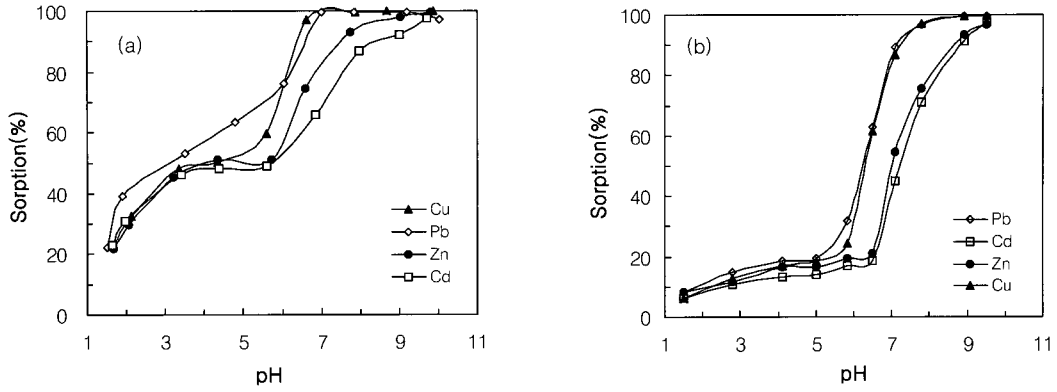 (a)
Sorption(%)
100
80
60
40
20
0
1 3 5 7 9 11
pH
Cu
Pb
Zn
Cd
(b)
Sorption(%)
100
80
60
40
20
0
1 3 5 7 9 11
pH
Pb
Cd
Zn
Cu